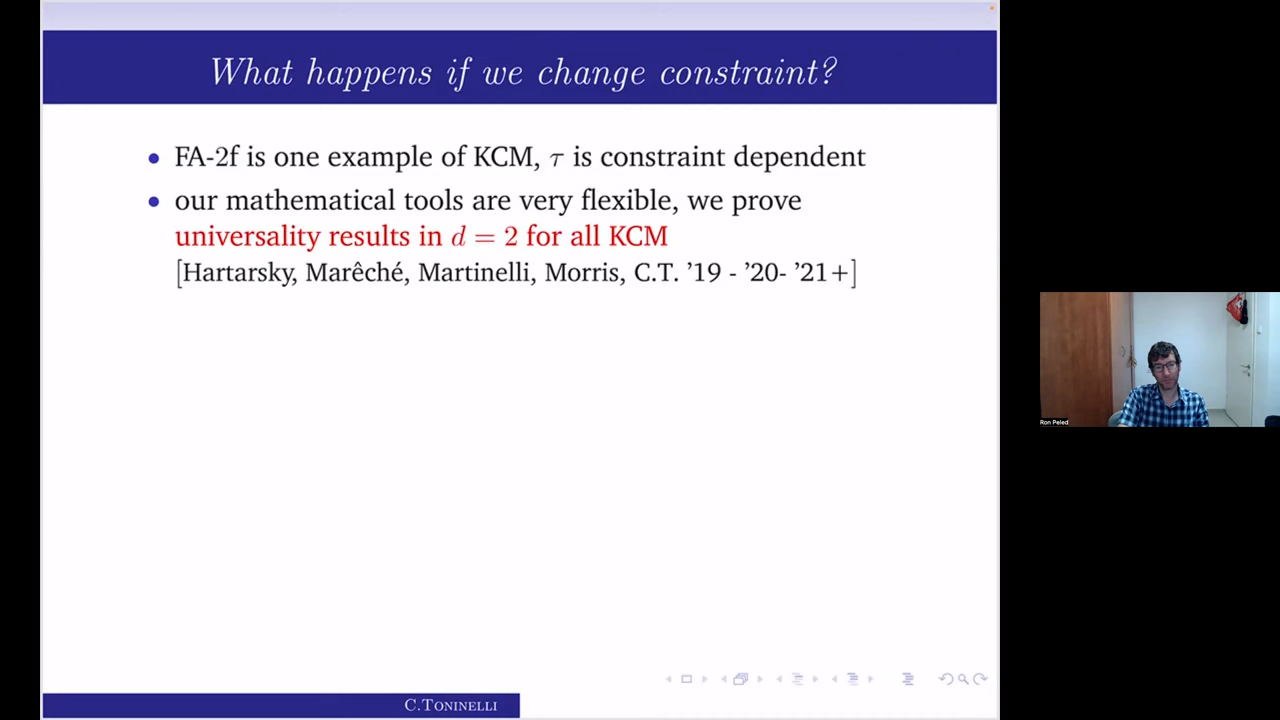 What happens if we change constraint?
• FA-2f is one example of KCM, τ is constraint dependent
• our mathematical tools are very flexible, we prove
universality results in d = 2 for all KCM
[Hartarsky, Marêché, Martinelli, Morris, C.T. ’19 - ’20- ’21+]
Ron Peled
C.Toninelli